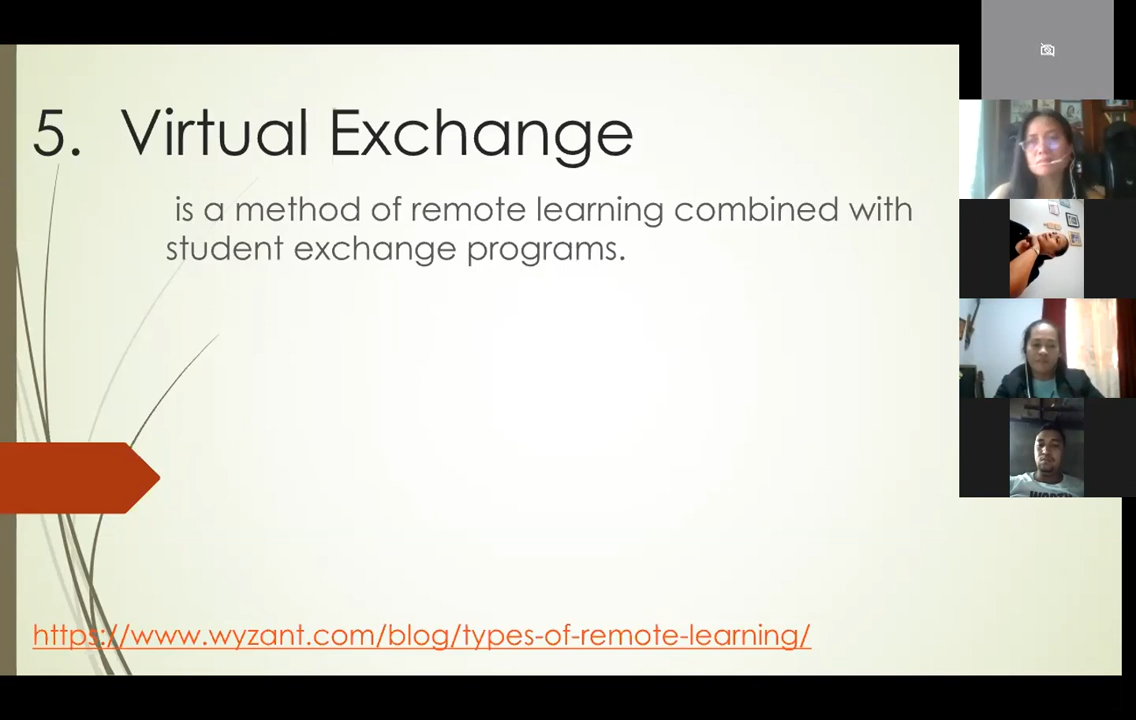 5. Virtual Exchange
is a method of remote learning combined with
student exchange programs.
https://www.wyzant.com/blog/types-of-remote-learning/